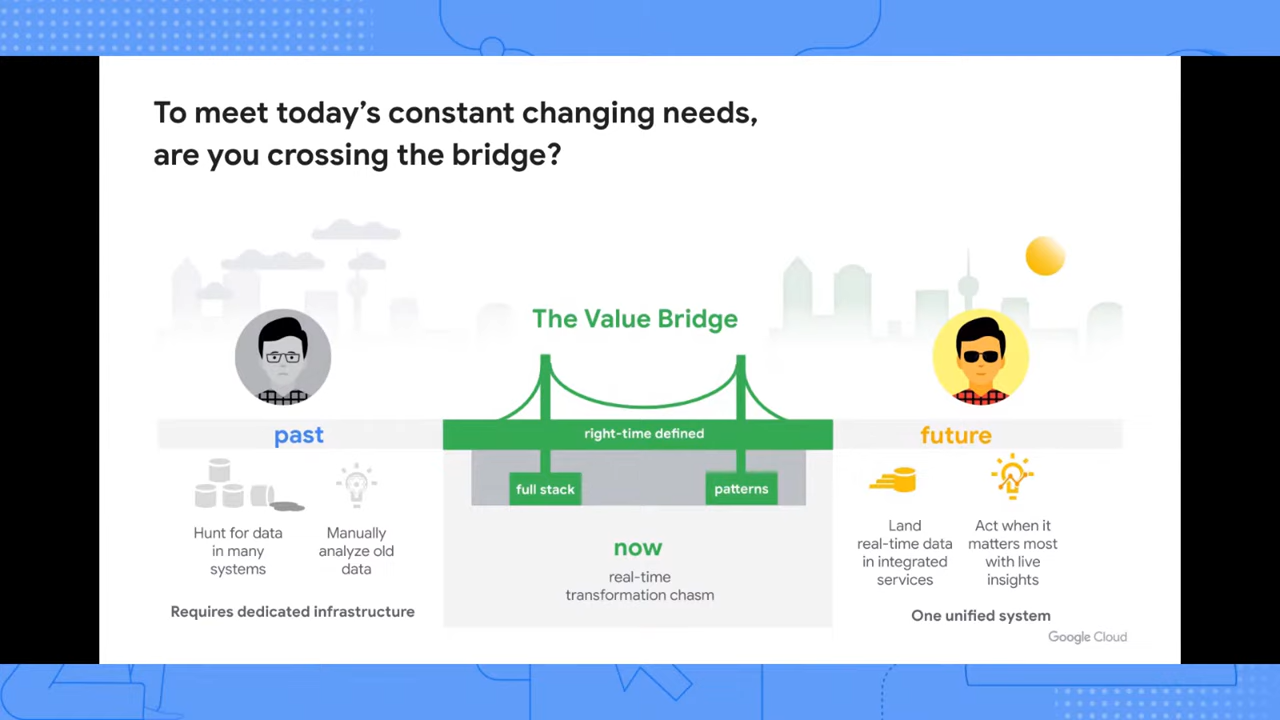 To meet today's constant changing needs,
are you crossing the bridge?
The Value Bridge
past
right-time defined
future
full stack
patterns
Hunt for data
in many
systems
Manually
analyze old
data
Requires dedicated infrastructure
now
real-time
transformation chasm
Land
real-time data
in integrated
services
Act when it
matters most
with live
insights
One unified system
Google Cloud